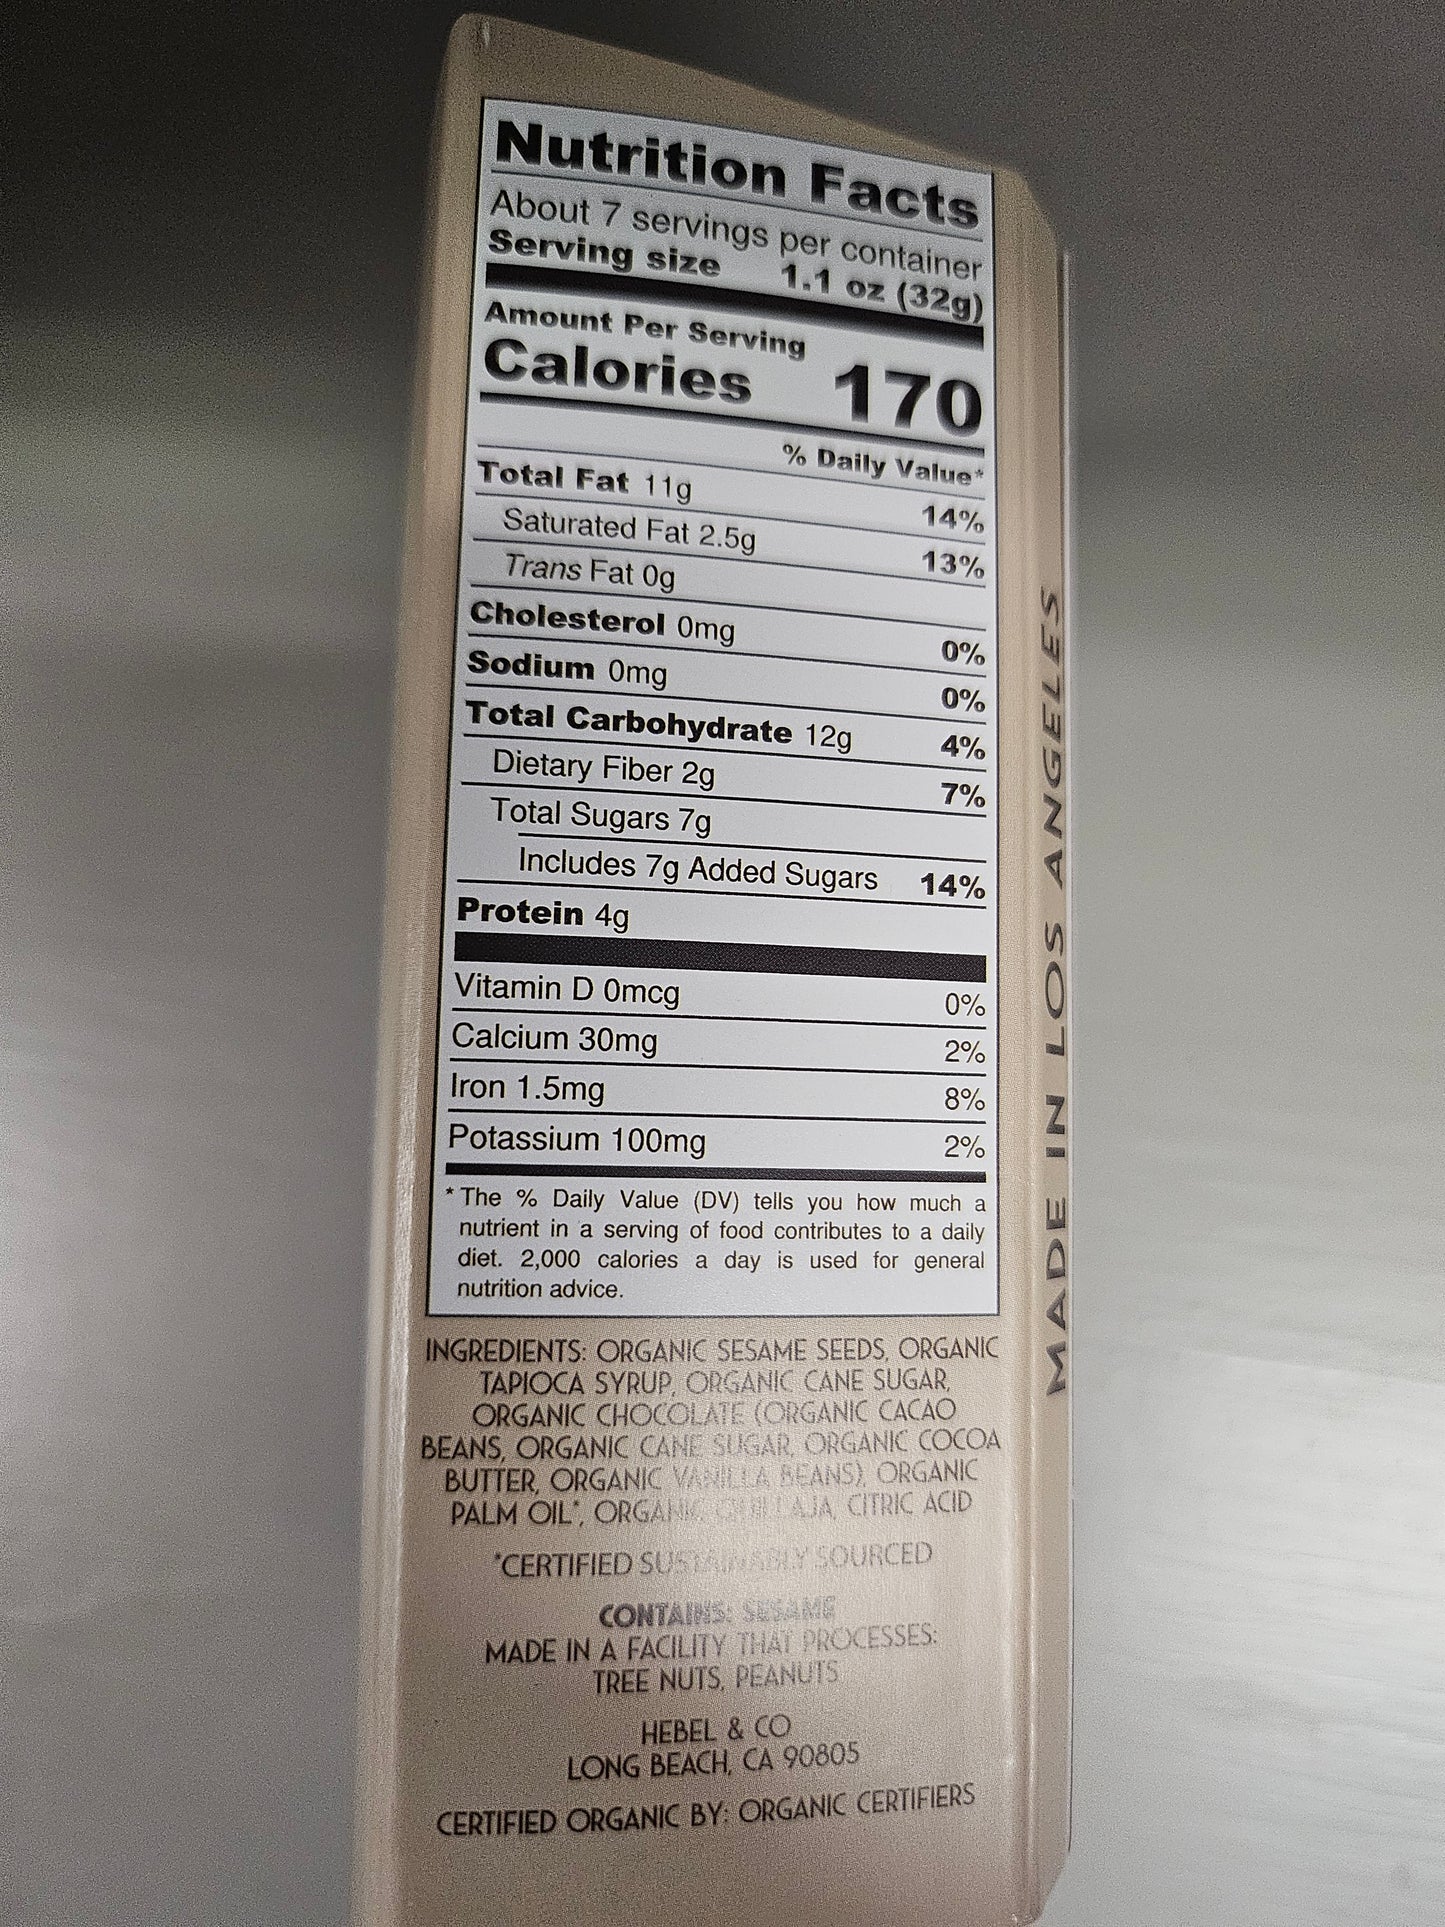 Nutrition Facts
About 7 servings per container
Serving size 1.1 oz (32g)
Amount Per Serving
Calories 170
% Daily Value*
Total Fat 11g 14%
Saturated Fat 2.5g 13%
Trans Fat 0g
Cholesterol 0mg 0%
Sodium 0mg 0%
Total Carbohydrate 12g 4%
Dietary Fiber 2g 7%
Total Sugars 7g
Includes 7g Added Sugars 14%
Protein 4g
Vitamin D 0mcg 0%
Calcium 30mg 2%
Iron 1.5mg 8%
Potassium 100mg 2%
* The % Daily Value (DV) tells you how much a
nutrient in a serving of food contributes to a daily
diet. 2,000 calories a day is used for general
nutrition advice.
INGREDIENTS: ORGANIC SESAME SEEDS, ORGANIC
TAPIOCA SYRUP, ORGANIC CANE SUGAR,
ORGANIC CHOCOLATE (ORGANIC CACAO
BEANS, ORGANIC CANE SUGAR, ORGANIC COCOA
BUTTER, ORGANIC VANILLA BEANS), ORGANIC
PALM OIL*, ORGANIC QUILLAJA, CITRIC ACID
*CERTIFIED SUSTAINABLY SOURCED
CONTAINS: SESAME
MADE IN A FACILITY THAT PROCESSES:
TREE NUTS, PEANUTS
HEBEL & CO
LONG BEACH, CA 90805
CERTIFIED ORGANIC BY: ORGANIC CERTIFIERS
MADE IN LOS ANGELES